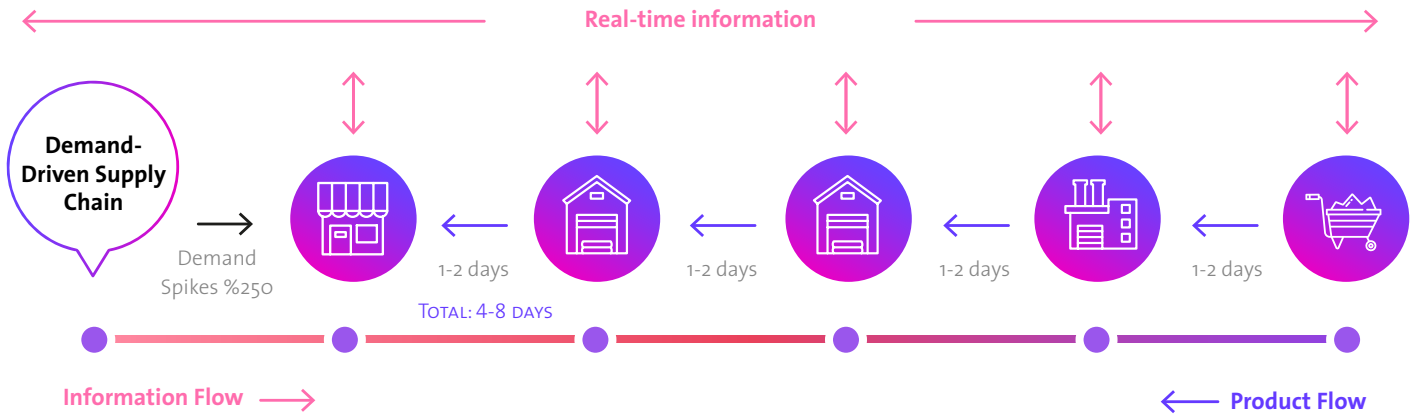 Real-time information
Demand-
Driven Supply
Chain
Demand
Spikes %250
1-2 days
1-2 days
1-2 days
1-2 days
Total: 4-8 days
Information Flow
Product Flow